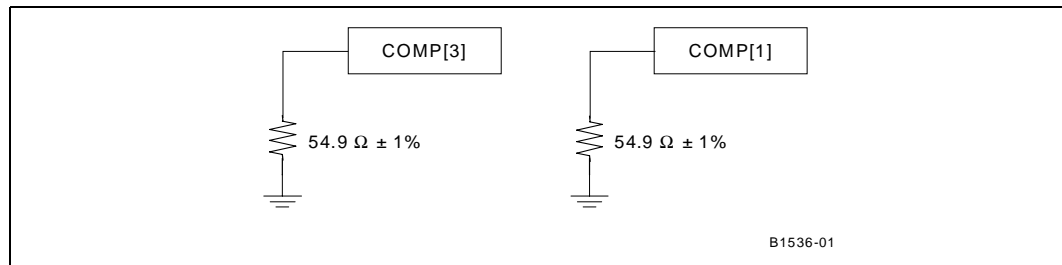 COMP[3] COMP[1]
54.9 Ω ± 1% 54.9 Ω ± 1%
B1536-01